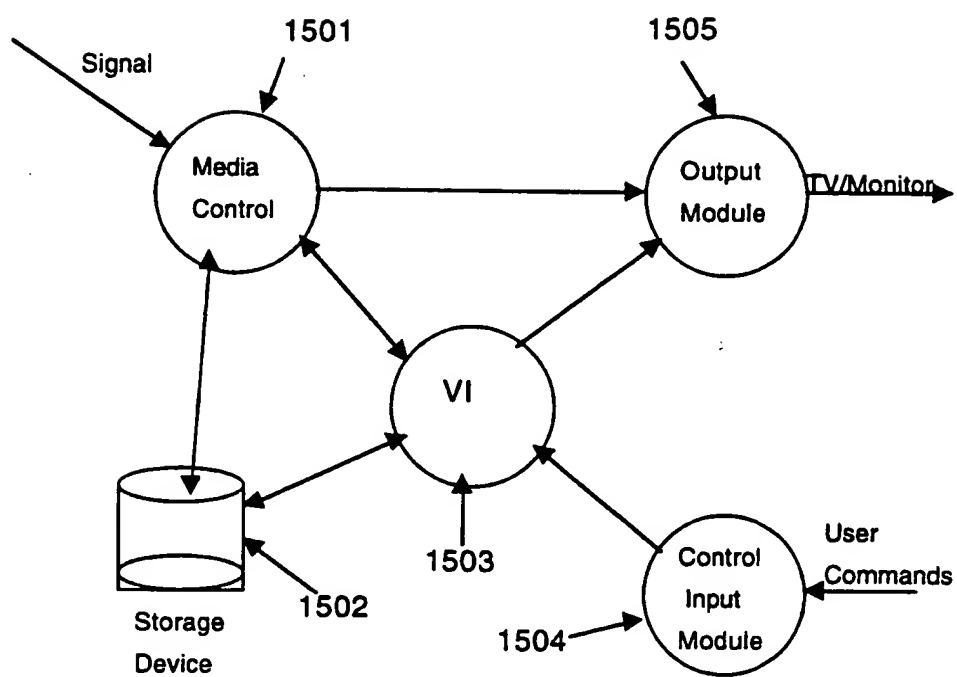 1501
1505
Signal
Media
Control
Output
Module
TV/Monitor
VI
1503
1502
Storage
Device
Control
Input
Module
1504
User
Commands